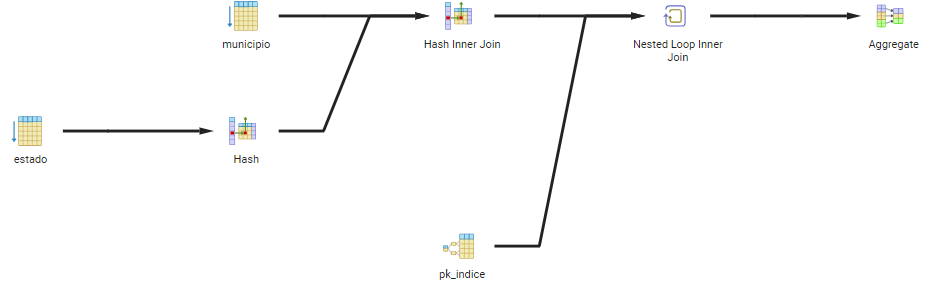 municipio
Hash Inner Join
Nested Loop Inner
Join
Aggregate
estado
Hash
pk_indice